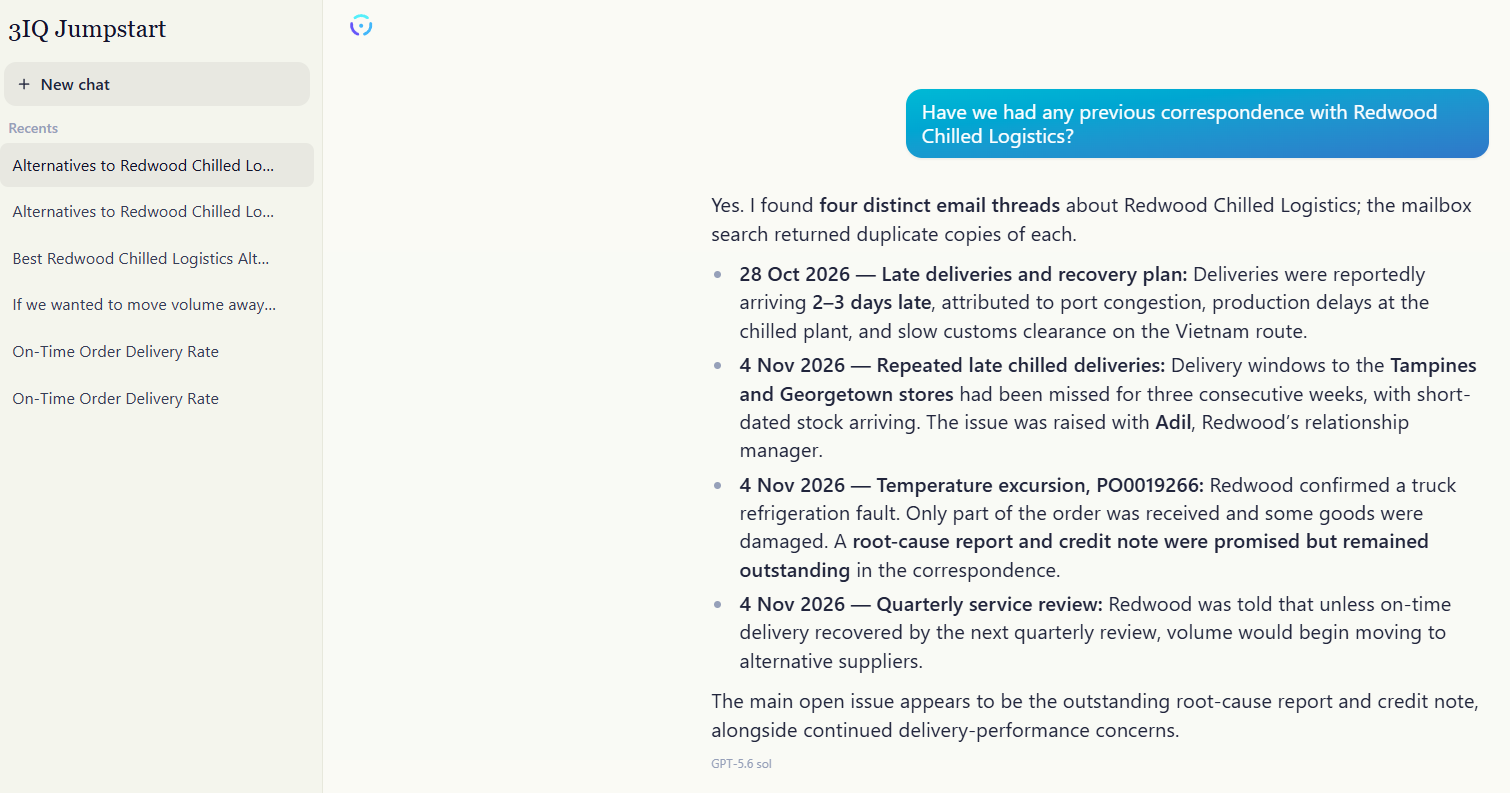 3IQ Jumpstart
+ New chat
Recents
Alternatives to Redwood Chilled Lo...
Alternatives to Redwood Chilled Lo...
Best Redwood Chilled Logistics Alt...
If we wanted to move volume away...
On-Time Order Delivery Rate
On-Time Order Delivery Rate
Have we had any previous correspondence with Redwood
Chilled Logistics?
Yes. I found four distinct email threads about Redwood Chilled Logistics; the mailbox
search returned duplicate copies of each.
• 28 Oct 2026 — Late deliveries and recovery plan: Deliveries were reportedly
arriving 2–3 days late, attributed to port congestion, production delays at the
chilled plant, and slow customs clearance on the Vietnam route.
• 4 Nov 2026 — Repeated late chilled deliveries: Delivery windows to the Tampines
and Georgetown stores had been missed for three consecutive weeks, with short-
dated stock arriving. The issue was raised with Adil, Redwood’s relationship
manager.
• 4 Nov 2026 — Temperature excursion, PO0019266: Redwood confirmed a truck
refrigeration fault. Only part of the order was received and some goods were
damaged. A root-cause report and credit note were promised but remained
outstanding in the correspondence.
• 4 Nov 2026 — Quarterly service review: Redwood was told that unless on-time
delivery recovered by the next quarterly review, volume would begin moving to
alternative suppliers.
The main open issue appears to be the outstanding root-cause report and credit note,
alongside continued delivery-performance concerns.
GPT-5.6 sol